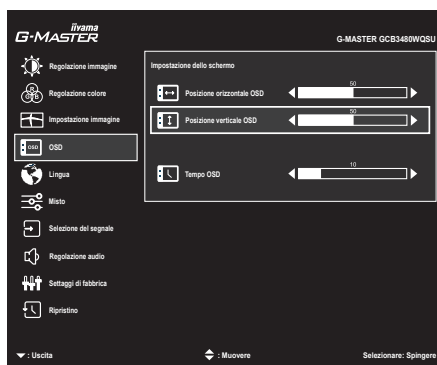 iiyama
G-MASTER
G-MASTER GCB3480WQSU
Regolazione immagine
Regolazione colore
Impostazione immagine
OSD
OSD
Lingua
Misto
Selezione del segnale
Regolazione audio
Settaggi di fabbrica
Ripristino
Impostazione dello schermo
Posizione orizzontale OSD
50
Posizione verticale OSD
50
Tempo OSD
10
: Uscita
: Muovere
Selezionare: Spingere